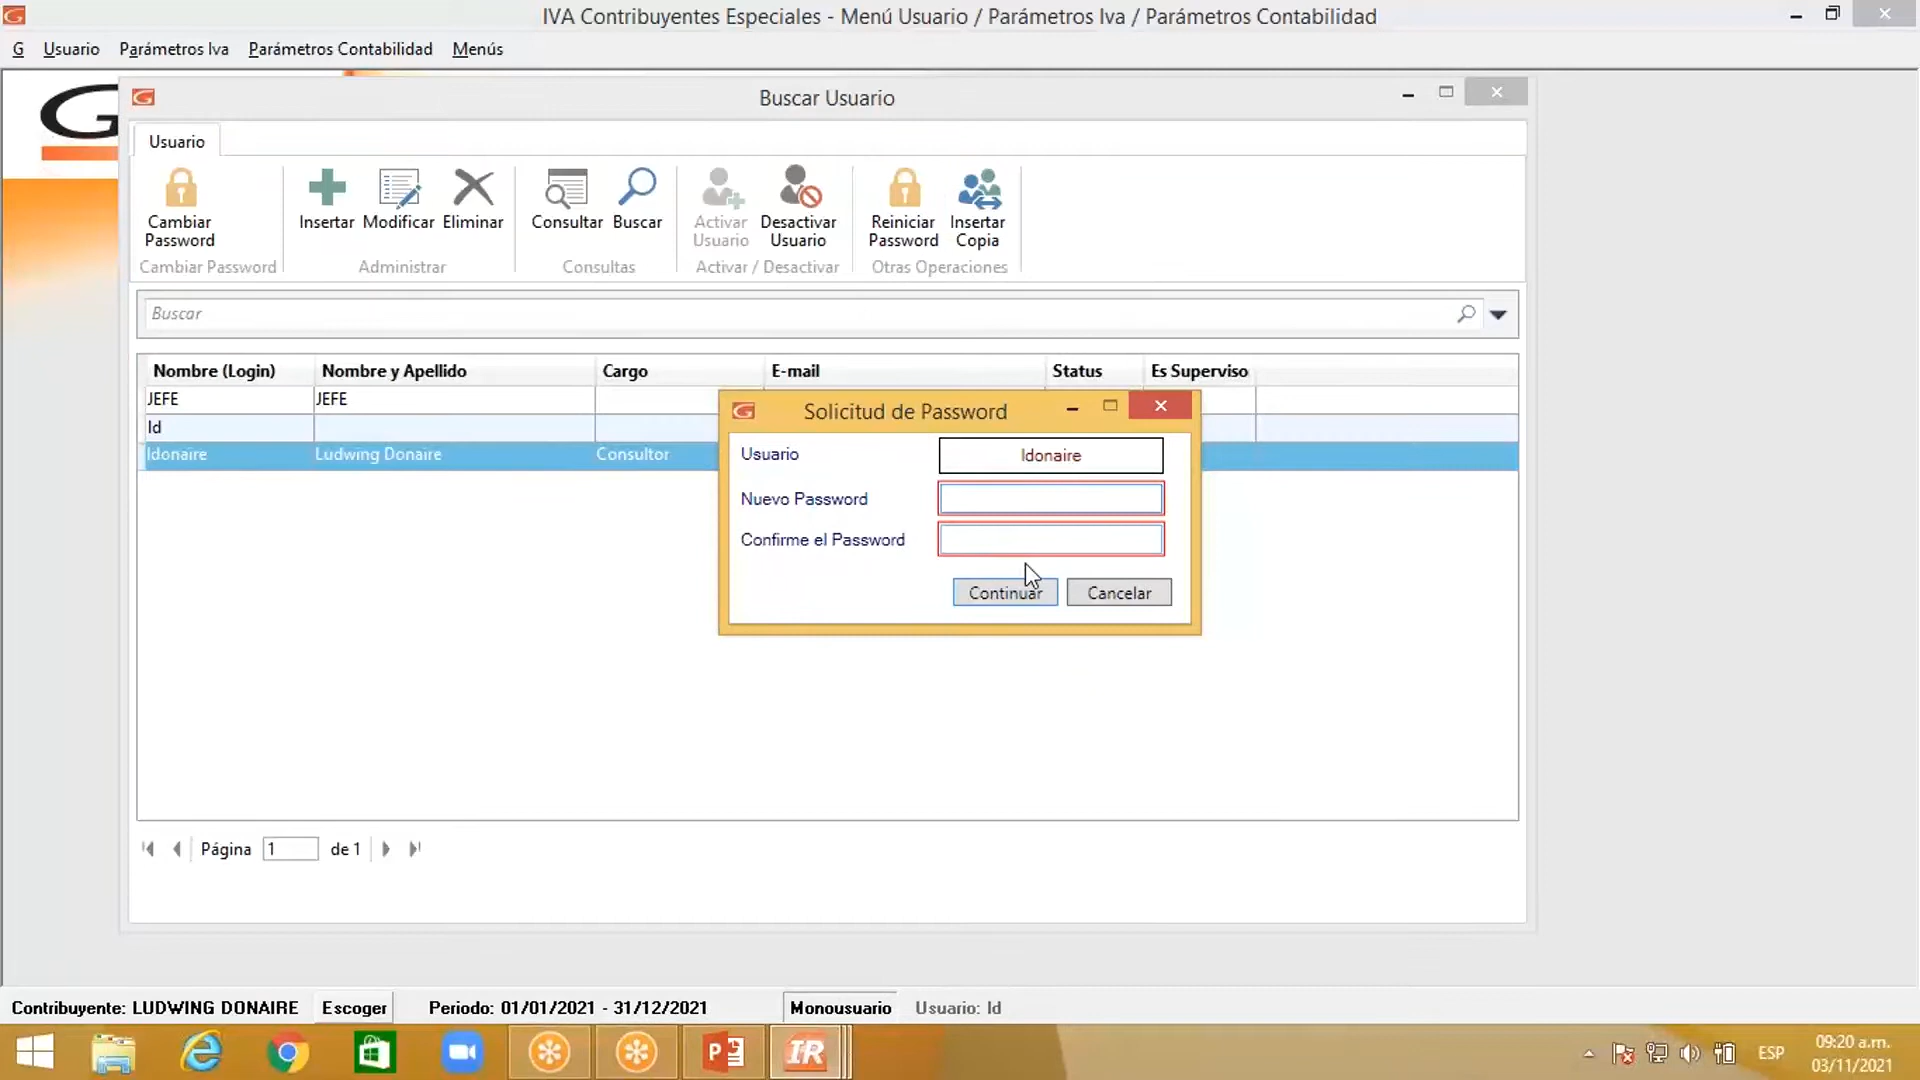 IVA Contribuyentes Especiales - Menú Usuario / Parámetros Iva / Parámetros Contabilidad
G Usuario Parámetros Iva Parámetros Contabilidad Menús
G
Buscar Usuario
Usuario
Cambiar Password
Insertar
Modificar
Eliminar
Consultar
Buscar
Activar Usuario
Desactivar Usuario
Reiniciar Password
Insertar Copia
Cambiar Password
Administrar
Consultas
Activar / Desactivar
Otras Operaciones
Buscar
Nombre (Login) Nombre y Apellido Cargo E-mail Status Es Superviso
JEFE JEFE
ld
ldonaire Ludwing Donaire Consultor
Solicitud de Password
Usuario ldonaire
Nuevo Password
Confirme el Password
Continuar Cancelar
Página 1 de 1
Contribuyente: LUDWING DONAIRE Escoger Periodo: 01/01/2021 - 31/12/2021 Monousuario Usuario: ld
IR
ESP
09:20 a.m.
03/11/2021